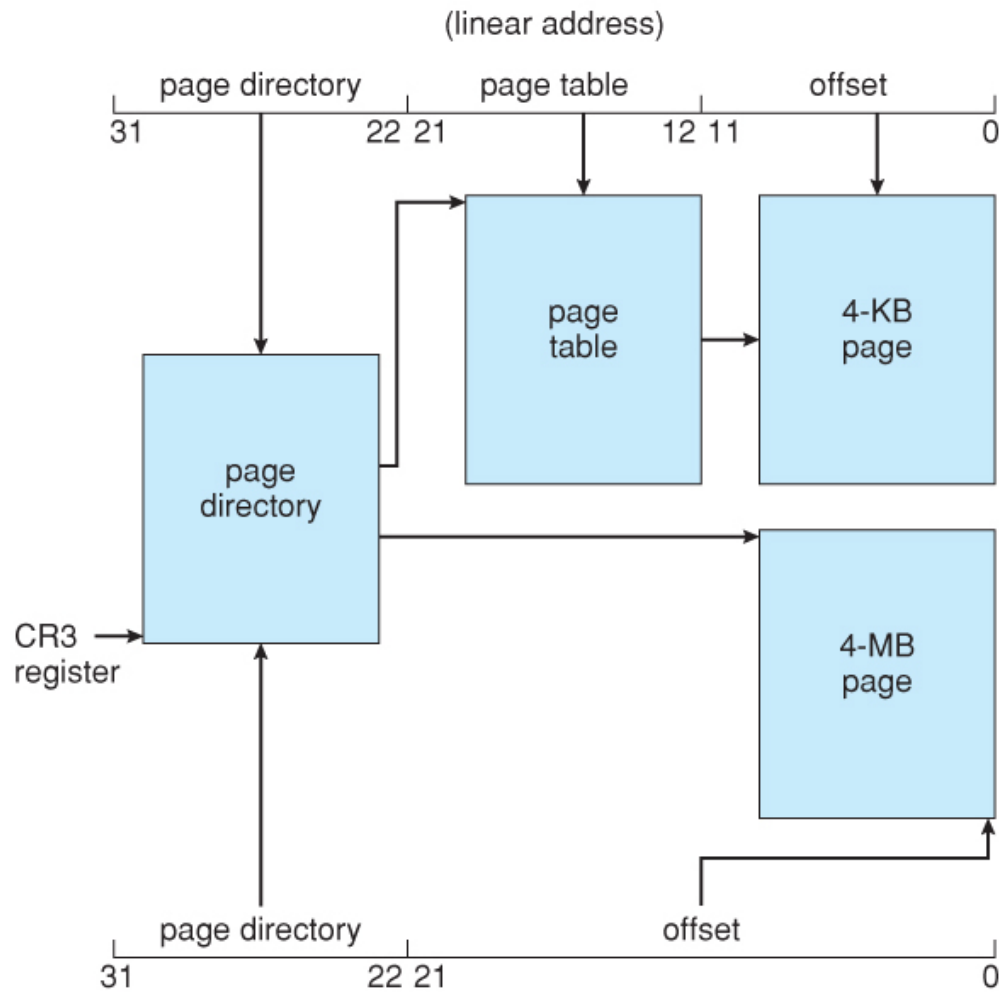 (linear address)
page directory page table offset
31 22 21 12 11 0
page
table
4-KB
page
page
directory
CR3
register
4-MB
page
page directory offset
31 22 21 0